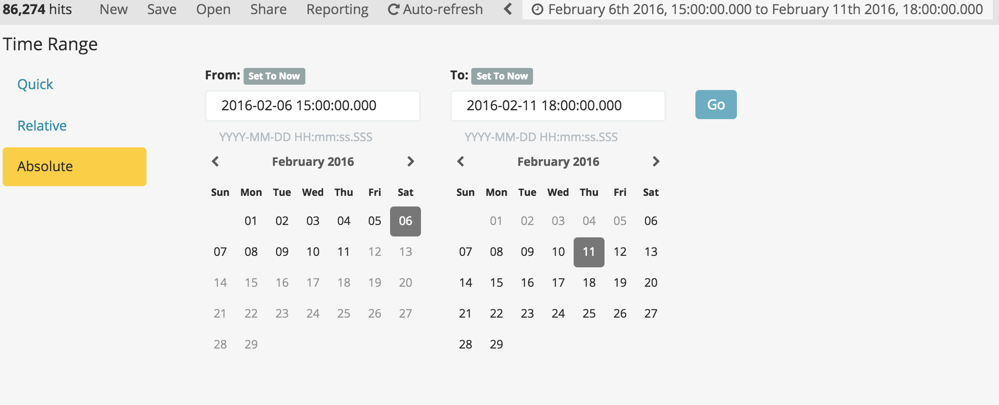 86,274 hits New Save Open Share Reporting Auto-refresh February 6th 2016, 15:00:00.000 to February 11th 2016, 18:00:00.000
Time Range
Quick
Relative
Absolute
From: Set To Now
2016-02-06 15:00:00.000
YYYY-MM-DD HH:mm:ss.SSS
February 2016
Sun Mon Tue Wed Thu Fri Sat
01 02 03 04 05 06
07 08 09 10 11 12 13
14 15 16 17 18 19 20
21 22 23 24 25 26 27
28 29
To: Set To Now
2016-02-11 18:00:00.000
YYYY-MM-DD HH:mm:ss.SSS
February 2016
Sun Mon Tue Wed Thu Fri Sat
01 02 03 04 05 06
07 08 09 10 11 12 13
14 15 16 17 18 19 20
21 22 23 24 25 26 27
28 29
Go